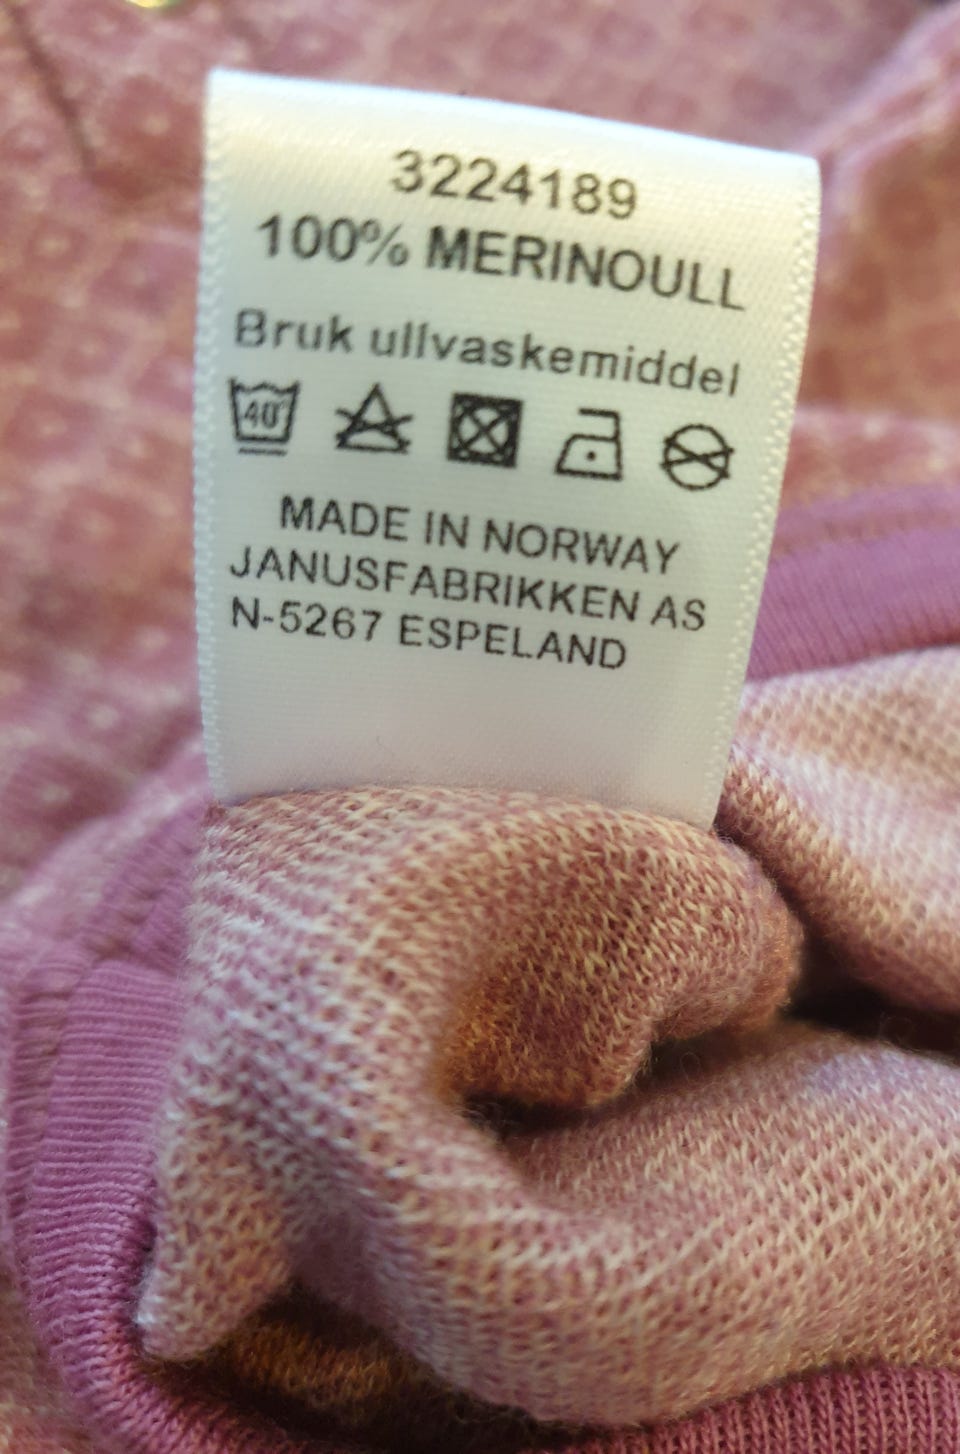 3224189
100% MERINOULL
Bruk ullvaskemiddel
40°
MADE IN NORWAY
JANUSFABRIKKEN AS
N-5267 ESPELAND